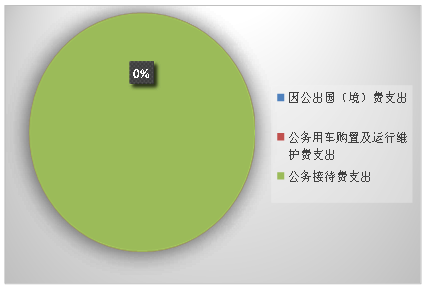 0%
因公出国（境）费支出
公务用车购置及运行维
护费支出
公务接待费支出